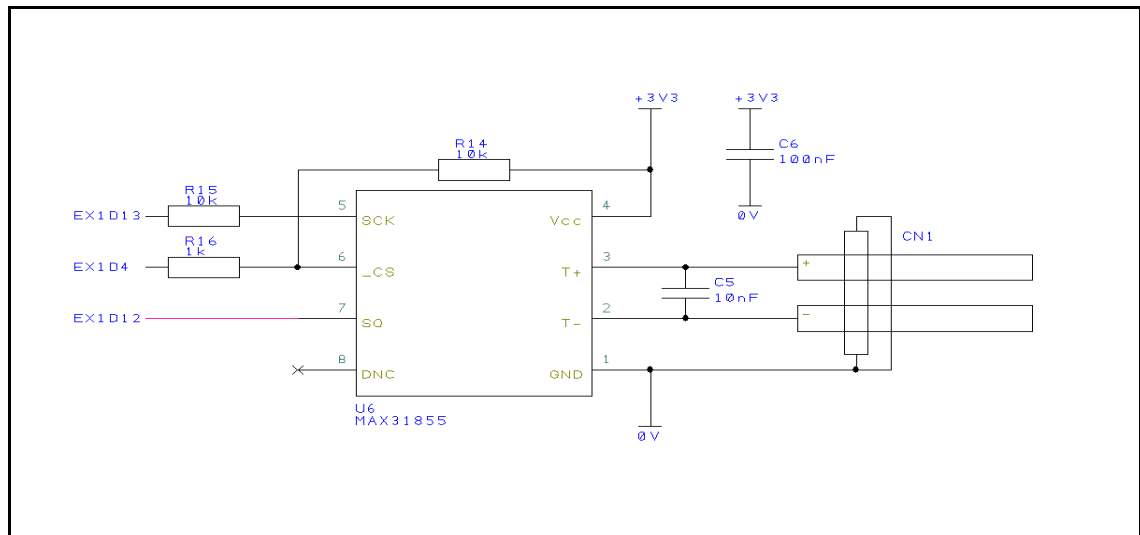 +3V3
+3V3
R14
10k
C6
100nF
R15
10k
0V
EX1D13
5
SCK
4
Vcc
R16
1k
CN1
EX1D4
6
_CS
3
T+
+
C5
10nF
EX1D12
7
SO
2
T-
-
8
DNC
1
GND
U6
MAX31855
0V